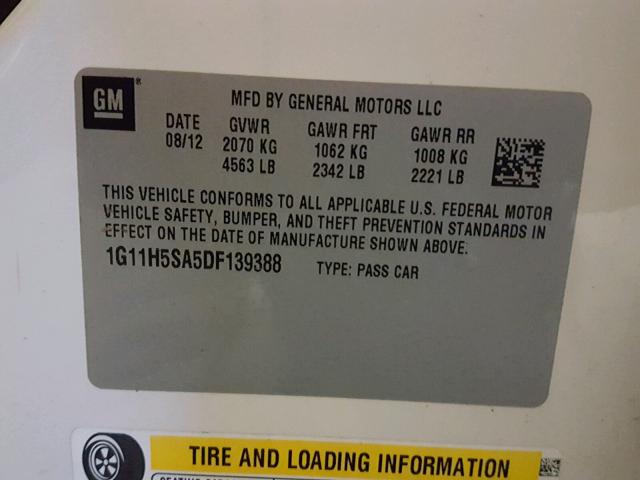 GM
MFD BY GENERAL MOTORS LLC
DATE GVWR GAWR FRT GAWR RR
08/12 2070 KG 1062 KG 1008 KG
4563 LB 2342 LB 2221 LB
THIS VEHICLE CONFORMS TO ALL APPLICABLE U.S. FEDERAL MOTOR
VEHICLE SAFETY, BUMPER, AND THEFT PREVENTION STANDARDS IN
EFFECT ON THE DATE OF MANUFACTURE SHOWN ABOVE.
1G11H5SA5DF139388 TYPE: PASS CAR
TIRE AND LOADING INFORMATION